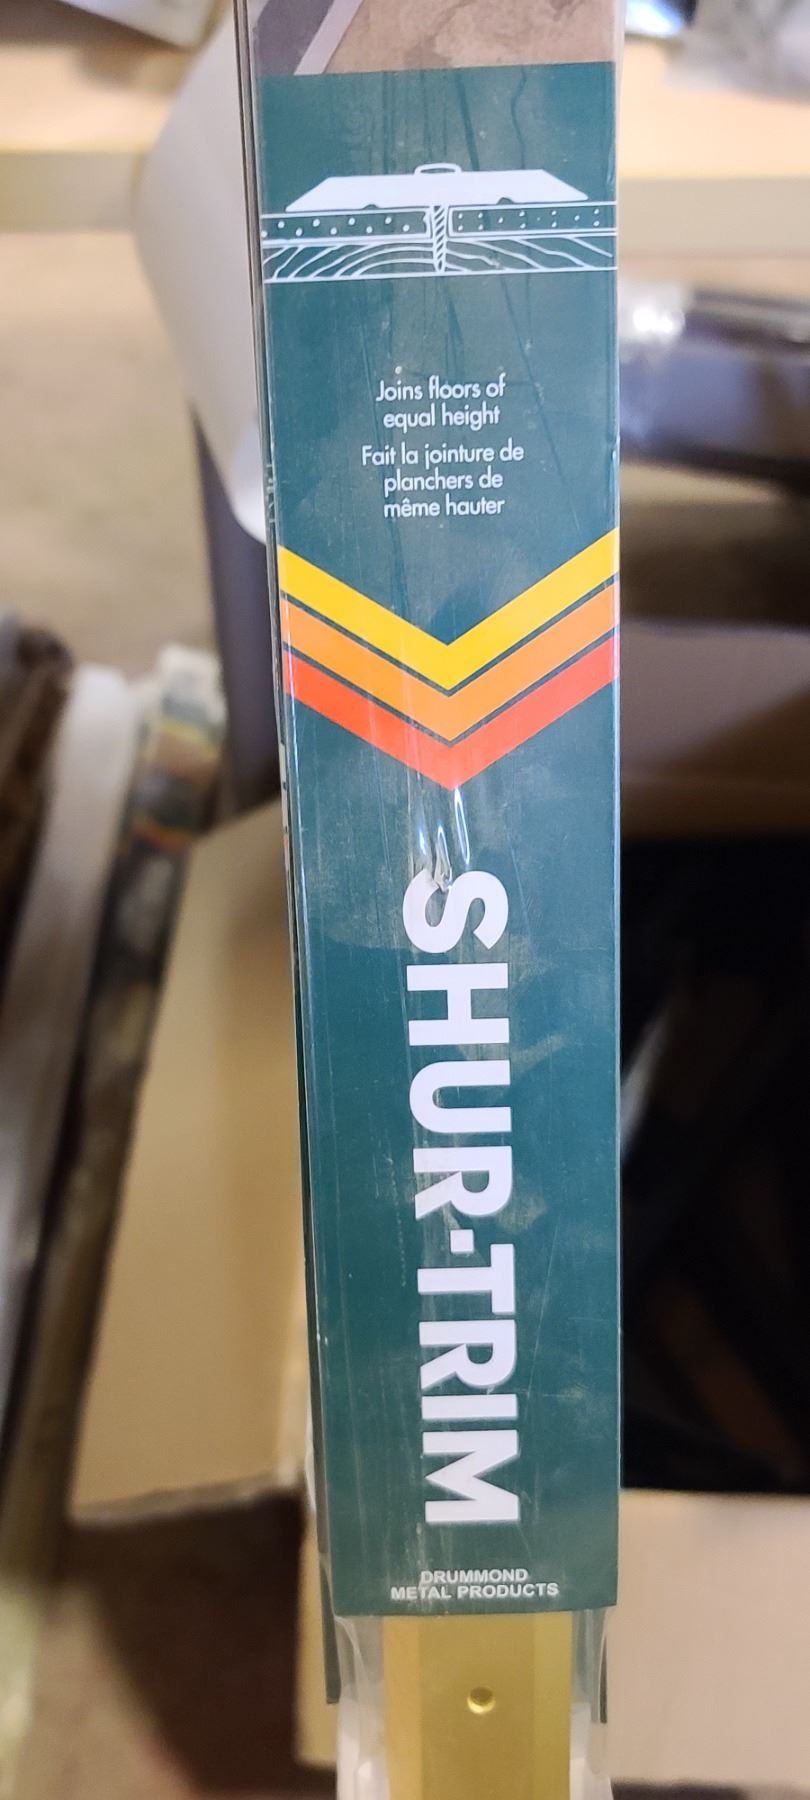 Joins floors of
equal height
Fait la jointure de
planchers de
même hauter
SHUR-TRIM
DRUMMOND
METAL PRODUCTS